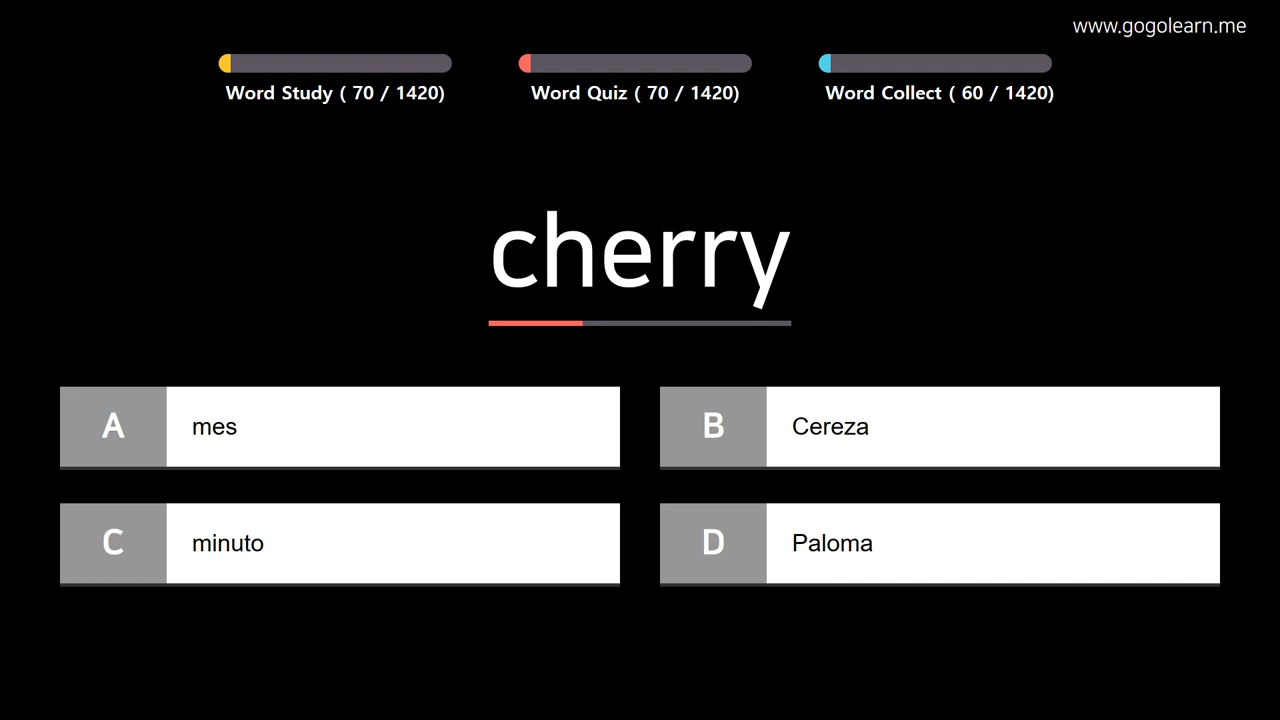 www.gogolearn.me
Word Study ( 70 / 1420)
Word Quiz ( 70 / 1420)
Word Collect ( 60 / 1420)
cherry
A mes
B Cereza
C minuto
D Paloma